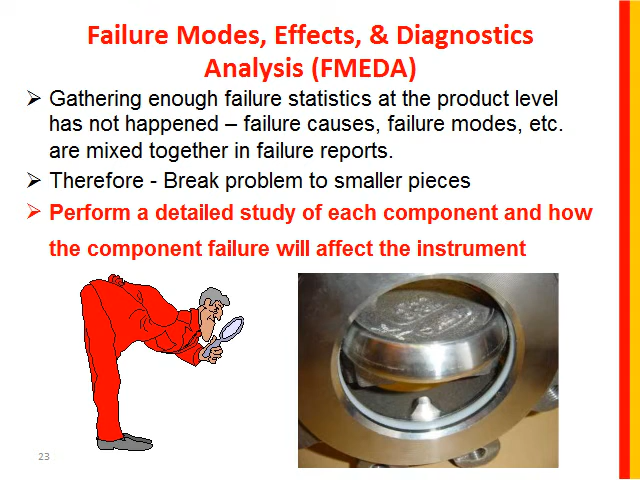 Failure Modes, Effects, & Diagnostics
Analysis (FMEDA)
➢ Gathering enough failure statistics at the product level
has not happened – failure causes, failure modes, etc.
are mixed together in failure reports.
➢ Therefore - Break problem to smaller pieces
➢ Perform a detailed study of each component and how
the component failure will affect the instrument
23